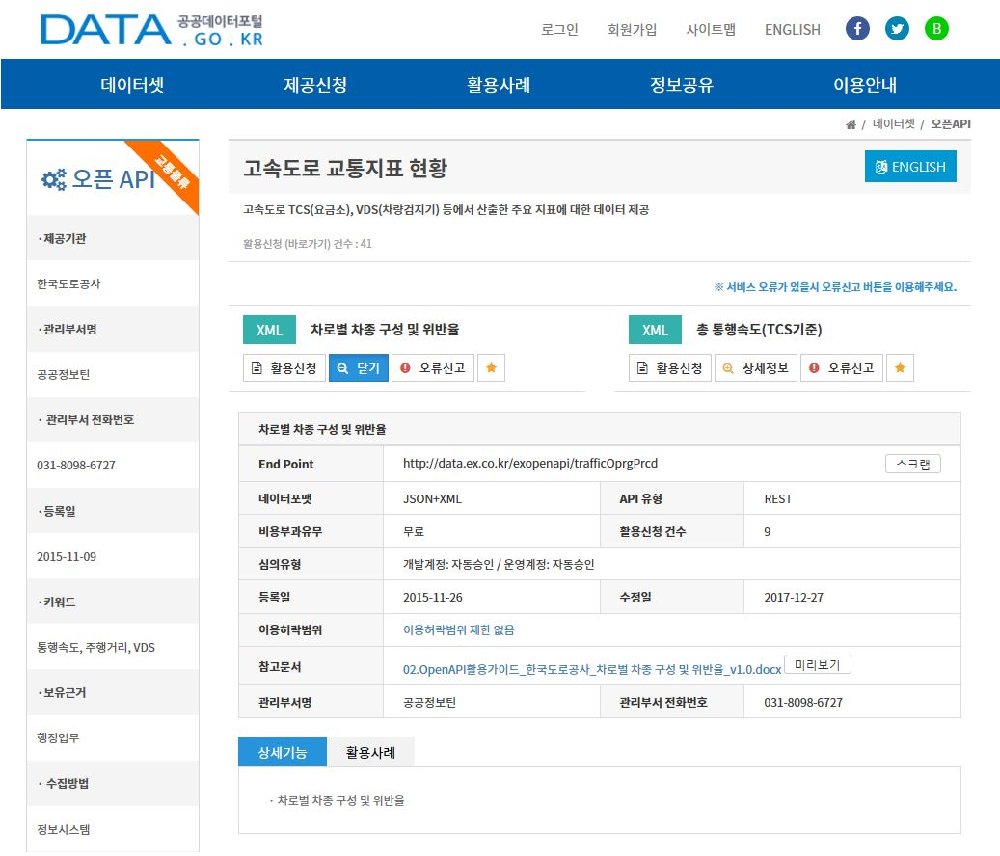 DATA 공공데이터포털
. GO . KR
로그인 회원가입 사이트맵 ENGLISH f B
데이터셋 제공신청 활용사례 정보공유 이용안내
/ 데이터셋 / 오픈API
오픈 API
교통물류
·제공기관
한국도로공사
·관리부서명
공공정보틴
· 관리부서 전화번호
031-8098-6727
·등록일
2015-11-09
·키워드
통행속도, 주행거리, VDS
·보유근거
행정업무
· 수집방법
정보시스템
고속도로 교통지표 현황
ENGLISH
고속도로 TCS(요금소), VDS(차량검지기) 등에서 산출한 주요 지표에 대한 데이터 제공
활용신청 (바로가기) 건수 : 41
※ 서비스 오류가 있을시 오류신고 버튼을 이용해주세요.
XML 차로별 차종 구성 및 위반율
활용신청 닫기 오류신고
XML 총 통행속도(TCS기준)
활용신청 상세정보 오류신고
차로별 차종 구성 및 위반율
End Point http://data.ex.co.kr/exopenapi/trafficOprgPrcd 스크랩
데이터포맷 JSON+XML API 유형 REST
비용부과유무 무료 활용신청 건수 9
심의유형 개발계정: 자동승인 / 운영계정: 자동승인
등록일 2015-11-26 수정일 2017-12-27
이용허락범위 이용허락범위 제한 없음
참고문서 02.OpenAPI활용가이드_한국도로공사_차로별 차종 구성 및 위반율_v1.0.docx 미리보기
관리부서명 공공정보틴 관리부서 전화번호 031-8098-6727
상세기능 활용사례
· 차로별 차종 구성 및 위반율